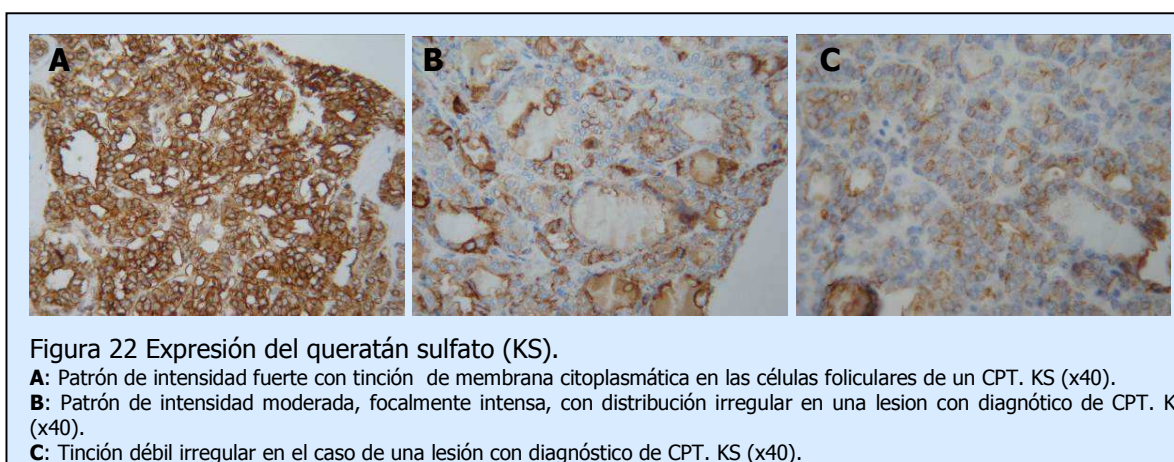 A B C
Figura 22 Expresión del queratán sulfato (KS).
A: Patrón de intensidad fuerte con tinción de membrana citoplasmática en las células foliculares de un CPT. KS (x40).
B: Patrón de intensidad moderada, focalmente intensa, con distribución irregular en una lesion con diagnótico de CPT.
(x40).
C: Tinción débil irregular en el caso de una lesión con diagnóstico de CPT. KS (x40).